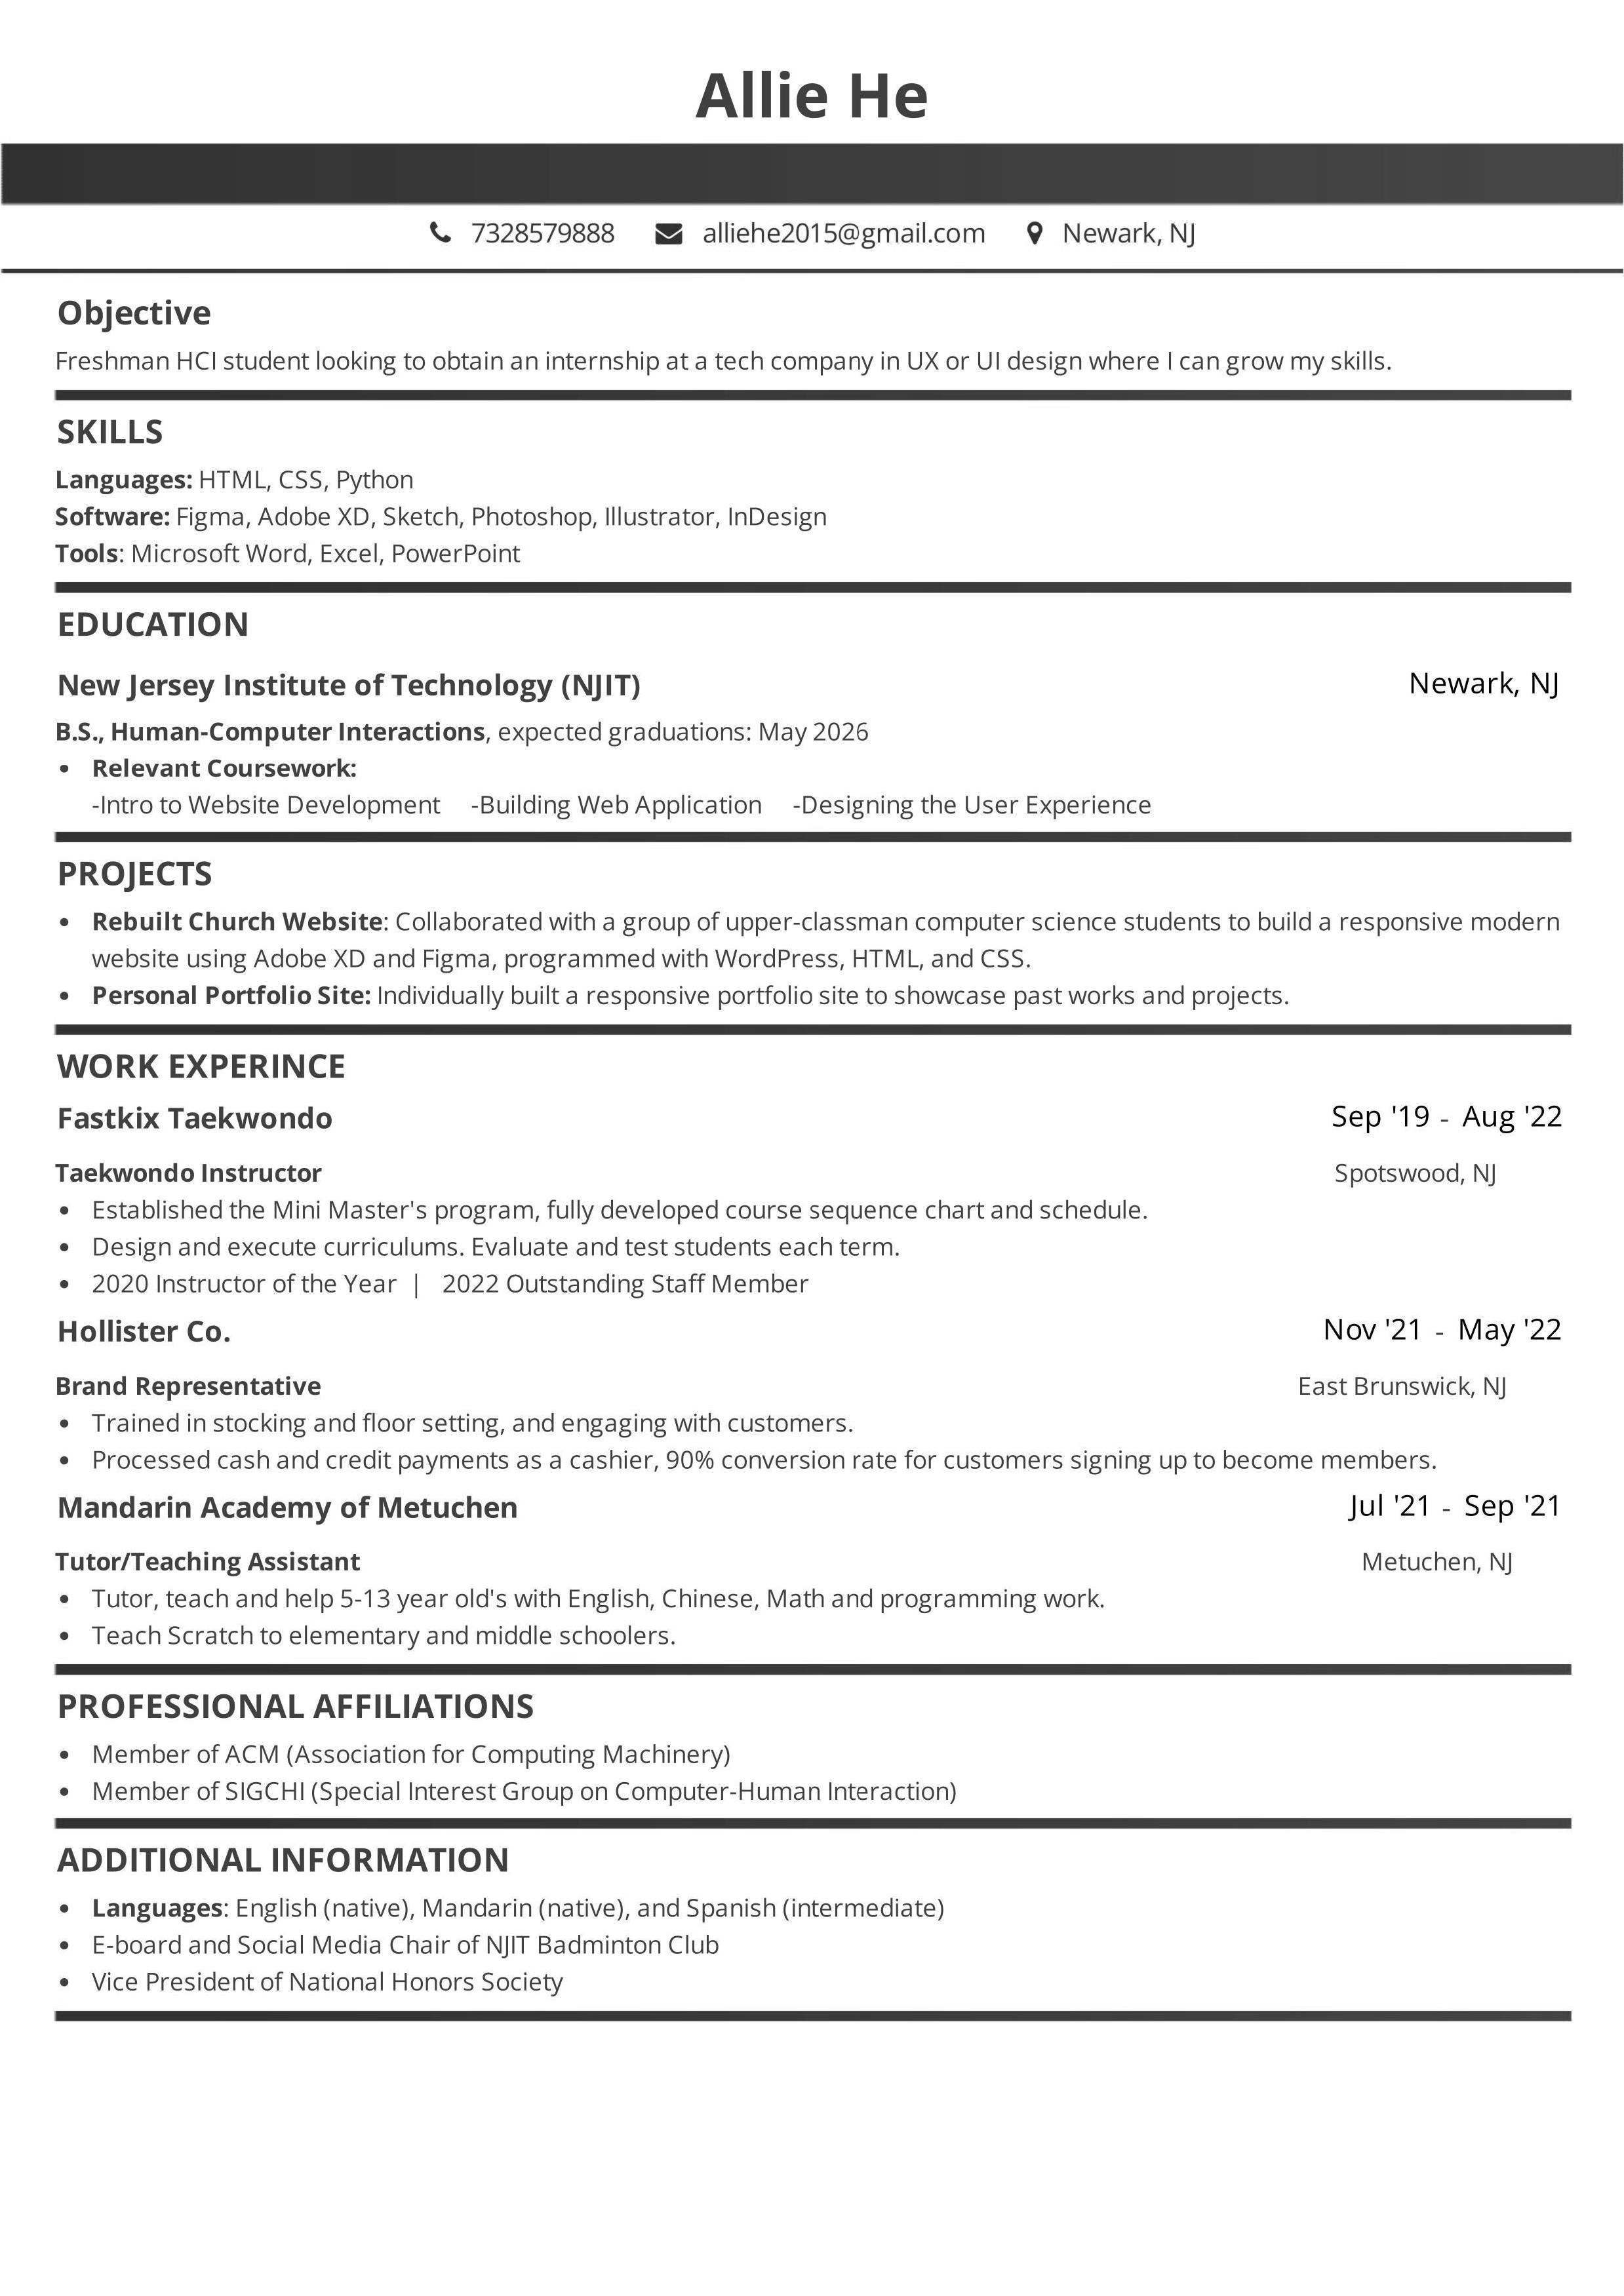 Allie He
7328579888 alliehe2015@gmail.com Newark, NJ
Objective
Freshman HCI student looking to obtain an internship at a tech company in UX or UI design where I can grow my skills.
SKILLS
Languages: HTML, CSS, Python
Software: Figma, Adobe XD, Sketch, Photoshop, Illustrator, InDesign
Tools: Microsoft Word, Excel, PowerPoint
EDUCATION
New Jersey Institute of Technology (NJIT) Newark, NJ
B.S., Human-Computer Interactions, expected graduations: May 2026
• Relevant Coursework:
-Intro to Website Development -Building Web Application -Designing the User Experience
PROJECTS
• Rebuilt Church Website: Collaborated with a group of upper-classman computer science students to build a responsive modern
website using Adobe XD and Figma, programmed with WordPress, HTML, and CSS.
• Personal Portfolio Site: Individually built a responsive portfolio site to showcase past works and projects.
WORK EXPERINCE
Fastkix Taekwondo Sep '19 - Aug '22
Taekwondo Instructor Spotswood, NJ
• Established the Mini Master's program, fully developed course sequence chart and schedule.
• Design and execute curriculums. Evaluate and test students each term.
• 2020 Instructor of the Year | 2022 Outstanding Staff Member
Hollister Co. Nov '21 - May '22
Brand Representative East Brunswick, NJ
• Trained in stocking and floor setting, and engaging with customers.
• Processed cash and credit payments as a cashier, 90% conversion rate for customers signing up to become members.
Mandarin Academy of Metuchen Jul '21 - Sep '21
Tutor/Teaching Assistant Metuchen, NJ
• Tutor, teach and help 5-13 year old's with English, Chinese, Math and programming work.
• Teach Scratch to elementary and middle schoolers.
PROFESSIONAL AFFILIATIONS
• Member of ACM (Association for Computing Machinery)
• Member of SIGCHI (Special Interest Group on Computer-Human Interaction)
ADDITIONAL INFORMATION
• Languages: English (native), Mandarin (native), and Spanish (intermediate)
• E-board and Social Media Chair of NJIT Badminton Club
• Vice President of National Honors Society